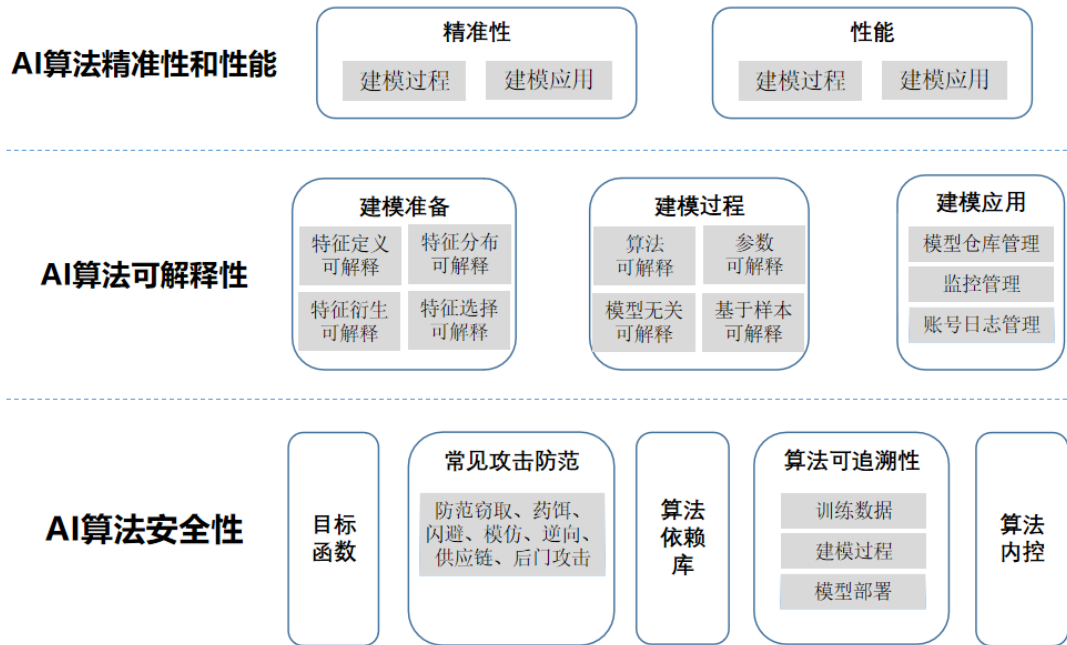 AI算法精准性和性能
精准性
建模过程
建模应用
性能
建模过程
建模应用
AI算法可解释性
建模准备
特征定义
可解释
特征分布
可解释
特征衍生
可解释
特征选择
可解释
建模过程
算法
可解释
参数
可解释
模型无关
可解释
基于样本
可解释
建模应用
模型仓库管理
监控管理
账号日志管理
AI算法安全性
目标
函数
常见攻击防范
防范窃取、药饵、
闪避、模仿、逆向、
供应链、后门攻击
算法
依赖
库
算法可追溯性
训练数据
建模过程
模型部署
算法
内控